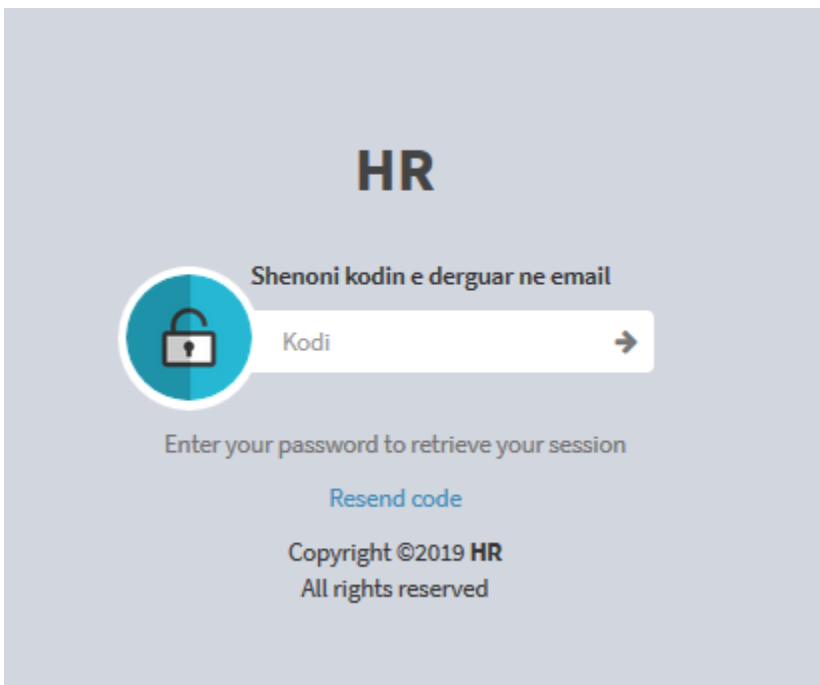 HR
Shenoni kodin e derguar ne email
Kodi
Enter your password to retrieve your session
Resend code
Copyright ©2019 HR
All rights reserved